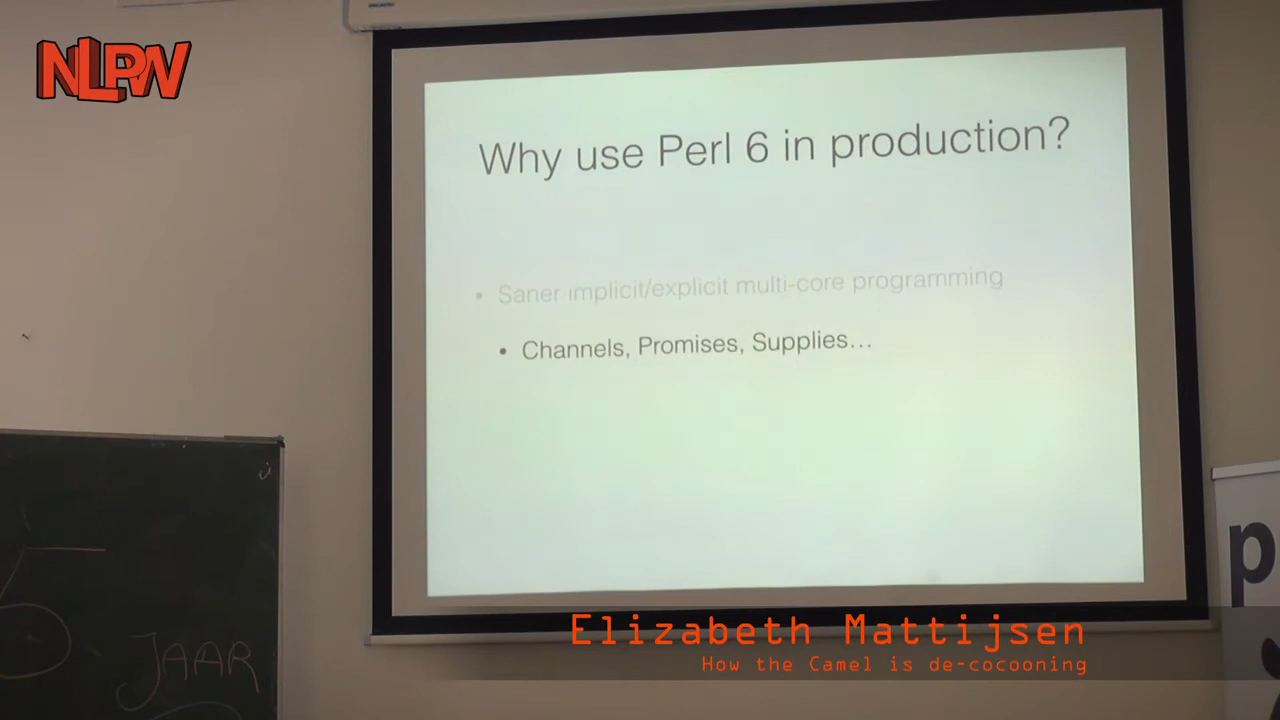 NLPW
Why use Perl 6 in production?
• Saner implicit/explicit multi-core programming
• Channels, Promises, Supplies...
5
JAAR
p
Elizabeth Mattijsen
How the Camel is de-cocooning